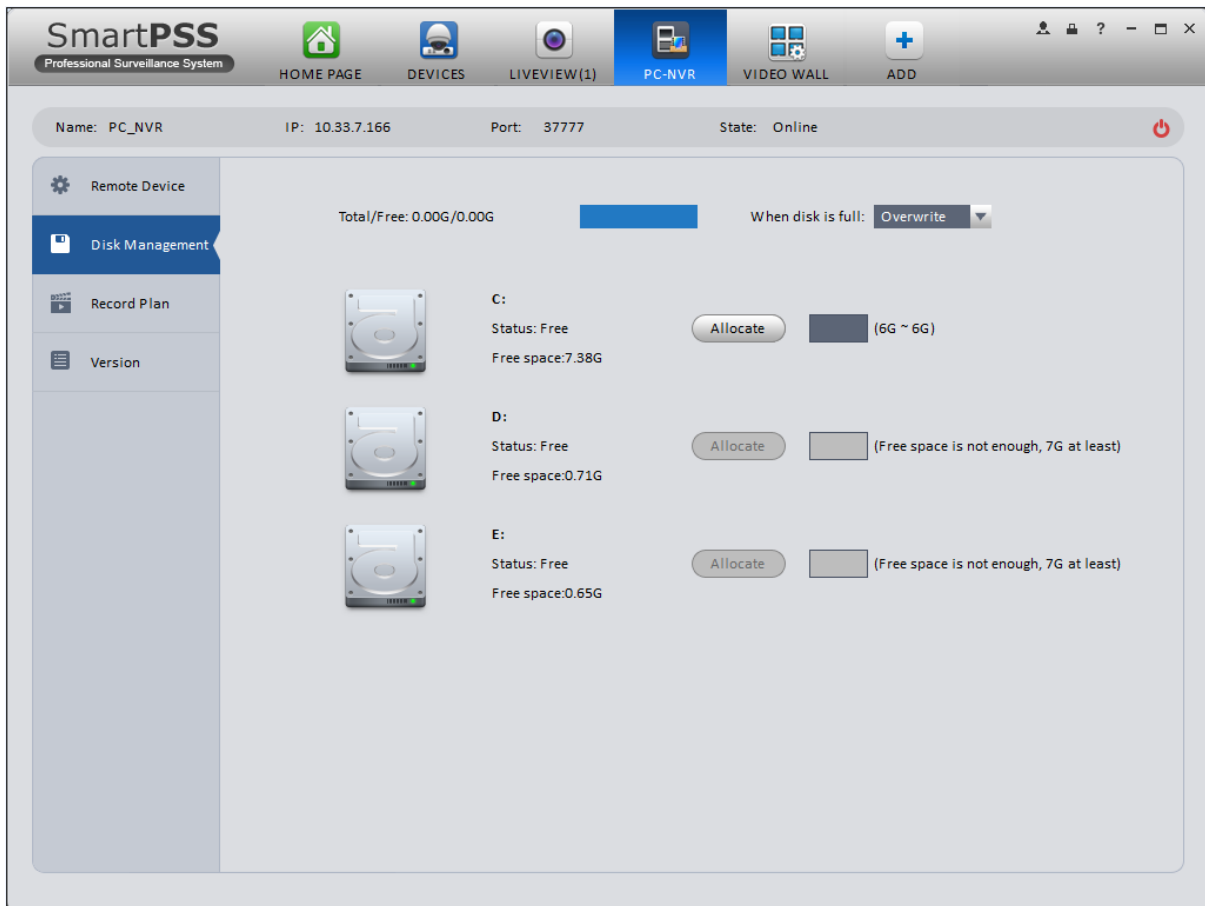 SmartPSS
Professional Surveillance System
HOME PAGE
DEVICES
LIVEVIEW(1)
PC-NVR
VIDEO WALL
ADD
?
Name: PC_NVR
IP: 10.33.7.166
Port: 37777
State: Online
Remote Device
Disk Management
Record Plan
Version
Total/Free: 0.00G/0.00G
When disk is full: Overwrite
C:
Status: Free
Allocate
(6G ~ 6G)
Free space:7.38G
D:
Status: Free
Allocate
(Free space is not enough, 7G at least)
Free space:0.71G
E:
Status: Free
Allocate
(Free space is not enough, 7G at least)
Free space:0.65G